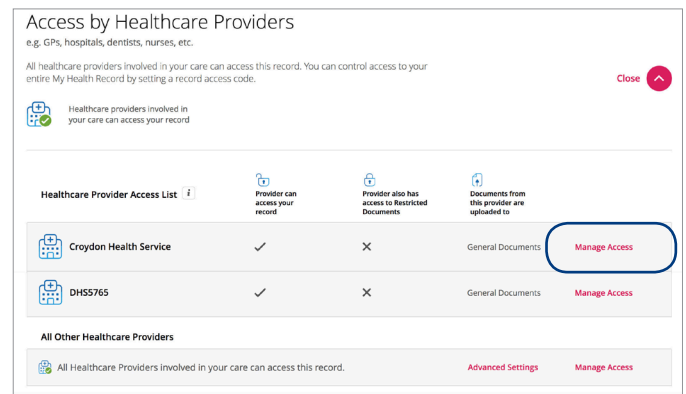 Access by Healthcare Providers
e.g. GPs, hospitals, dentists, nurses, etc.
All healthcare providers involved in your care can access this record. You can control access to your
entire My Health Record by setting a record access code.
Close
Healthcare providers involved in
your care can access your record
Healthcare Provider Access List i
Provider can
access your
record
Provider also has
access to Restricted
Documents
Documents from
this provider are
uploaded to
Croydon Health Service General Documents Manage Access
DHS5765 General Documents Manage Access
All Other Healthcare Providers
All Healthcare Providers involved in your care can access this record. Advanced Settings Manage Access